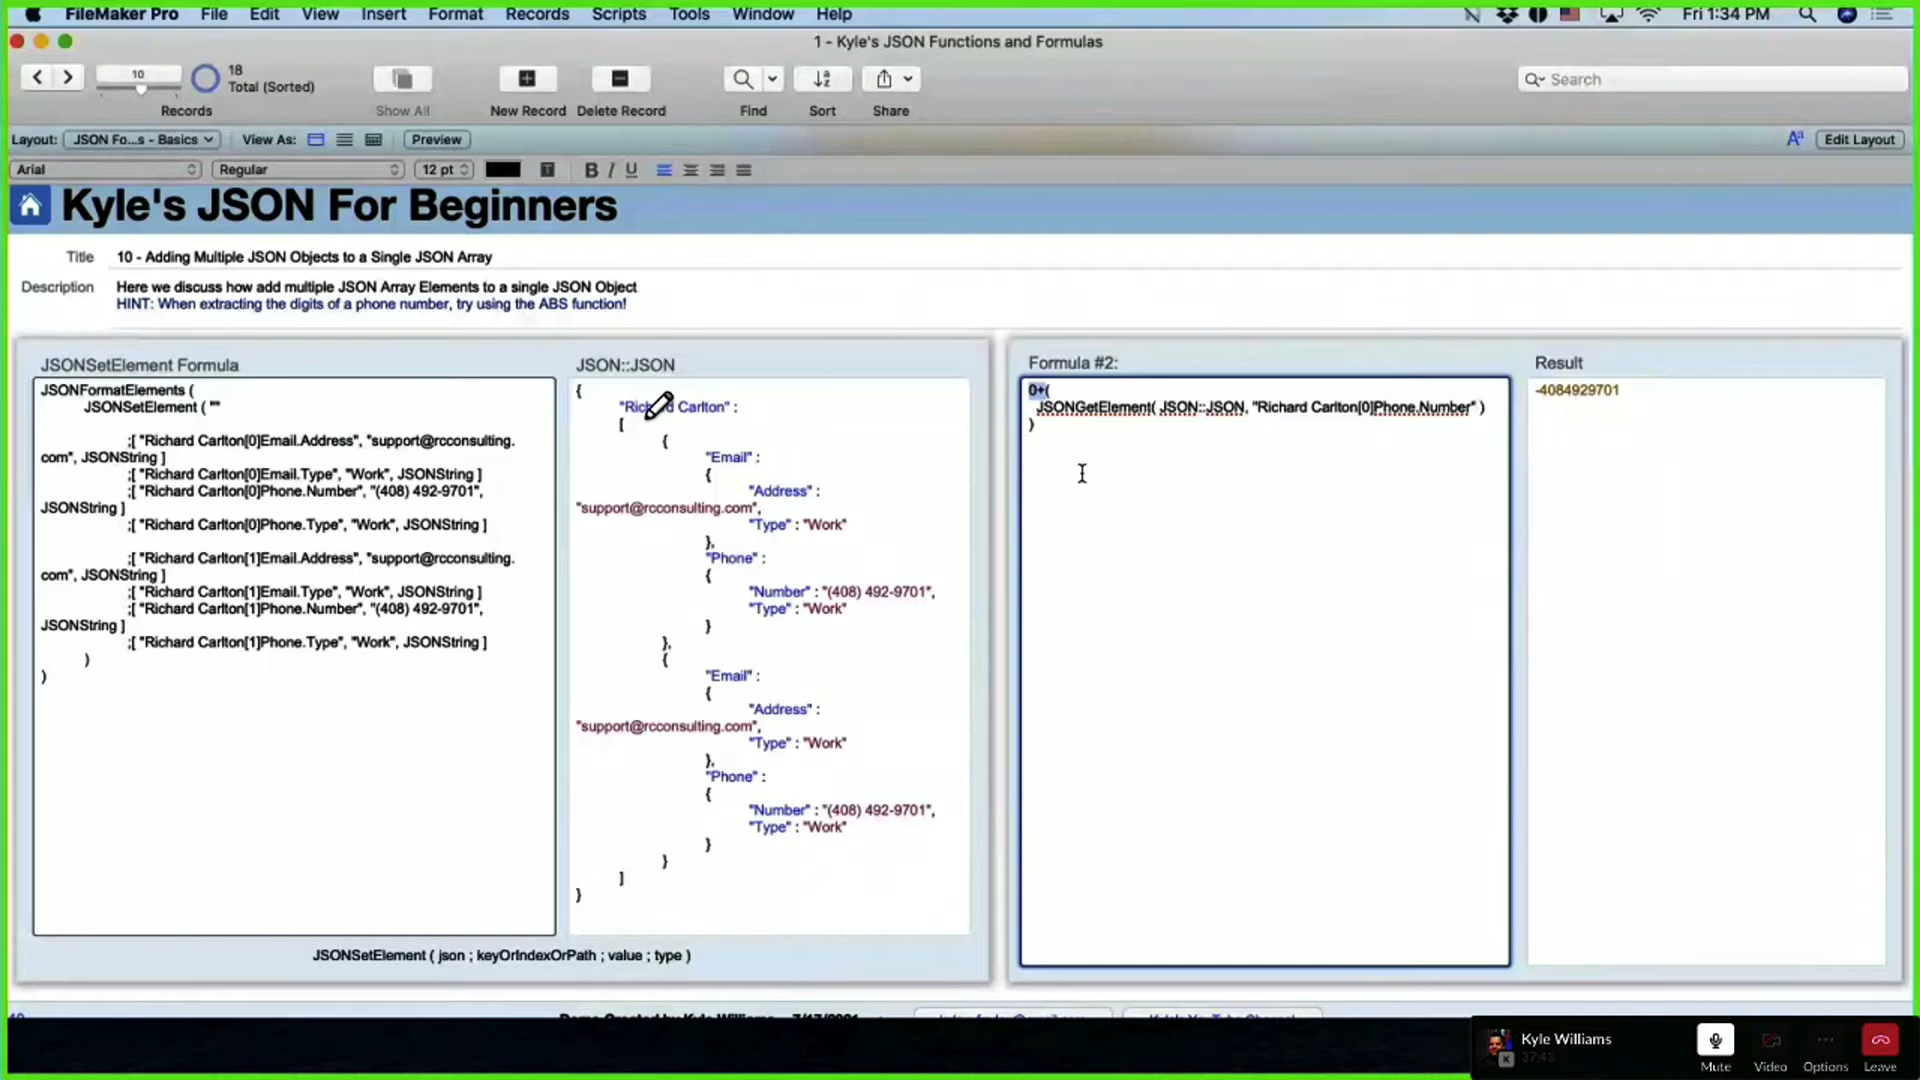 FileMaker Pro File Edit View Insert Format Records Scripts Tools Window Help Fri 1:34 PM
1 - Kyle's JSON Functions and Formulas
10
18
Total (Sorted)
Records
Show All
New Record
Delete Record
Find
Sort
Share
Search
Layout: JSON Fo...s - Basics View As: Preview Edit Layout
Arial Regular 12 pt B I U
Kyle's JSON For Beginners
Title 10 - Adding Multiple JSON Objects to a Single JSON Array
Description Here we discuss how add multiple JSON Array Elements to a single JSON Object
HINT: When extracting the digits of a phone number, try using the ABS function!
JSONSetElement Formula
JSONFormatElements (
JSONSetElement ( ""
;[ "Richard Carlton[0]Email.Address", "support@rcconsulting.
com", JSONString ]
;[ "Richard Carlton[0]Email.Type", "Work", JSONString ]
;[ "Richard Carlton[0]Phone.Number", "(408) 492-9701",
JSONString ]
;[ "Richard Carlton[0]Phone.Type", "Work", JSONString ]
;[ "Richard Carlton[1]Email.Address", "support@rcconsulting.
com", JSONString ]
;[ "Richard Carlton[1]Email.Type", "Work", JSONString ]
;[ "Richard Carlton[1]Phone.Number", "(408) 492-9701",
JSONString ]
;[ "Richard Carlton[1]Phone.Type", "Work", JSONString ]
)
)
JSON::JSON
{
"Richard Carlton" :
[
{
"Email" :
{
"Address" :
"support@rcconsulting.com",
"Type" : "Work"
},
"Phone" :
{
"Number" : "(408) 492-9701",
"Type" : "Work"
}
},
{
"Email" :
{
"Address" :
"support@rcconsulting.com",
"Type" : "Work"
},
"Phone" :
{
"Number" : "(408) 492-9701",
"Type" : "Work"
}
}
]
}
JSONSetElement ( json ; keyOrIndexOrPath ; value ; type )
Formula #2:
0+(
JSONGetElement( JSON::JSON, "Richard Carlton[0]Phone.Number" )
)
Result
-4084929701
Demo Created by Kyle Williams 7/17/2021
Kyle Williams
37:43
Mute
Video
Options
Leave